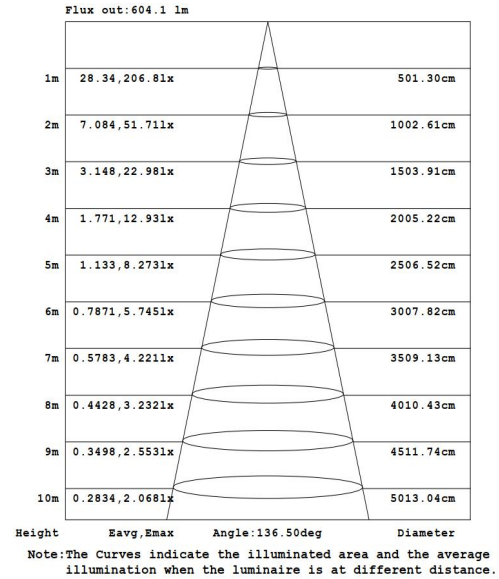 Flux out:604.1 lm
1m 28.34,206.8lx 501.30cm
2m 7.084,51.71lx 1002.61cm
3m 3.148,22.98lx 1503.91cm
4m 1.771,12.93lx 2005.22cm
5m 1.133,8.273lx 2506.52cm
6m 0.7871,5.745lx 3007.82cm
7m 0.5783,4.221lx 3509.13cm
8m 0.4428,3.232lx 4010.43cm
9m 0.3498,2.553lx 4511.74cm
10m 0.2834,2.068lx 5013.04cm
Height Eavg,Emax Angle:136.50deg Diameter
Note:The Curves indicate the illuminated area and the average
illumination when the luminaire is at different distance.